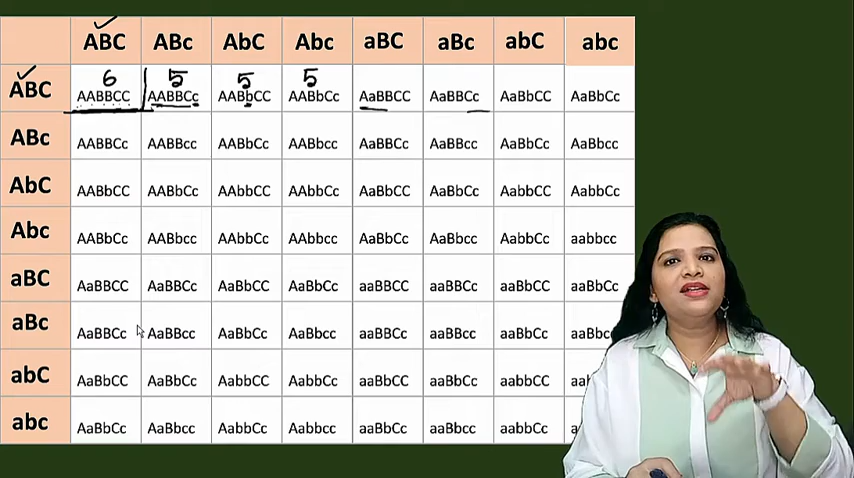 ABC ABc AbC Abc aBC aBc abC abc
6 5 5 5
ABC AABBCC AABBCc AABbCC AABbCc AaBBCC AaBBCc AaBbCC AaBbCc
ABc AABBCc AABBcc AABbCc AABbcc AaBBCc AaBBcc AaBbCc AaBbcc
AbC AABbCC AABbCc AAbbCC AAbbCc AaBbCC AaBbCc AabbCC AabbCc
Abc AABbCc AABbcc AAbbCc AAbbcc AaBbCc AaBbcc AabbCc aabbcc
aBC AaBBCC AaBBCc AaBbCC AaBbCc aaBBCC aaBBCc aaBbCC aaBbCc
aBc AaBBCc AaBBcc AaBbCc AaBbcc aaBBCc aaBBcc aaBbCc
abC AaBbCC AaBbCc AabbCC AabbCc aaBbCC aaBbCc aabbCC
abc AaBbCc AaBbcc AabbCc Aabbcc aaBbCc aaBbcc aabbCc